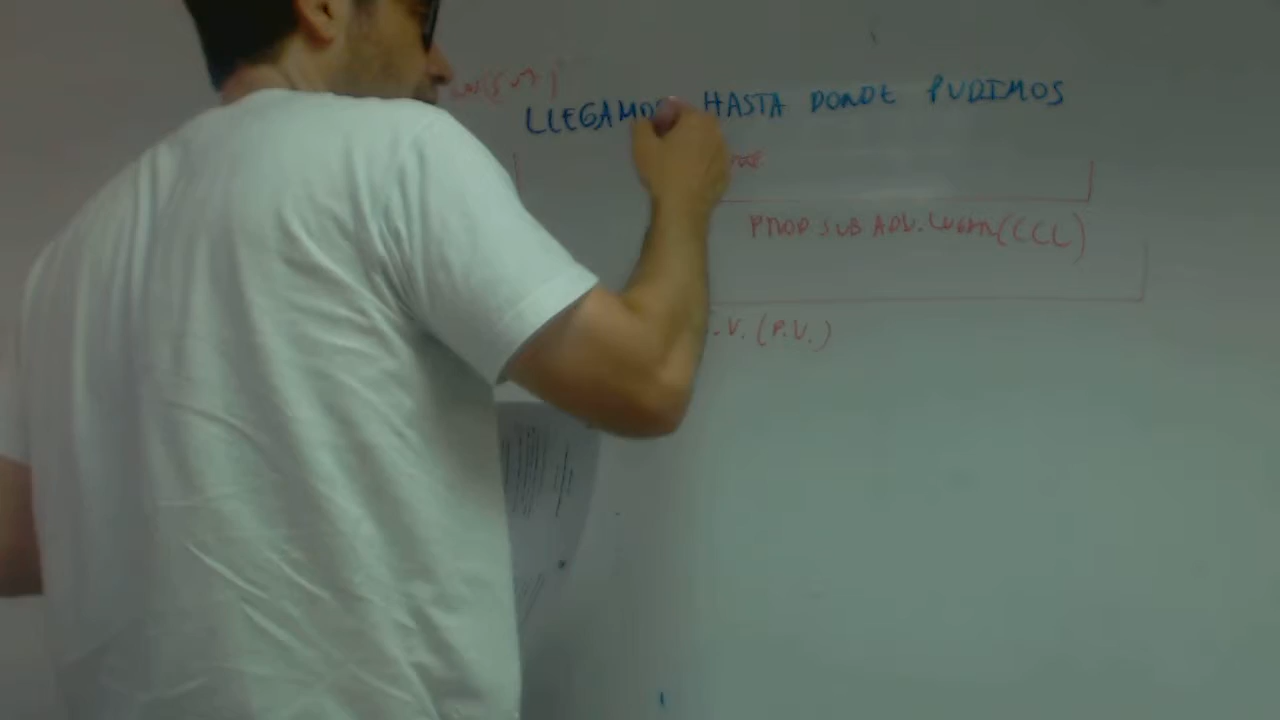 LLEGAMOS HASTA DONDE PUDIMOS
PROP SUB ADV. LUGAR (CCL)
.V. (P.V.)